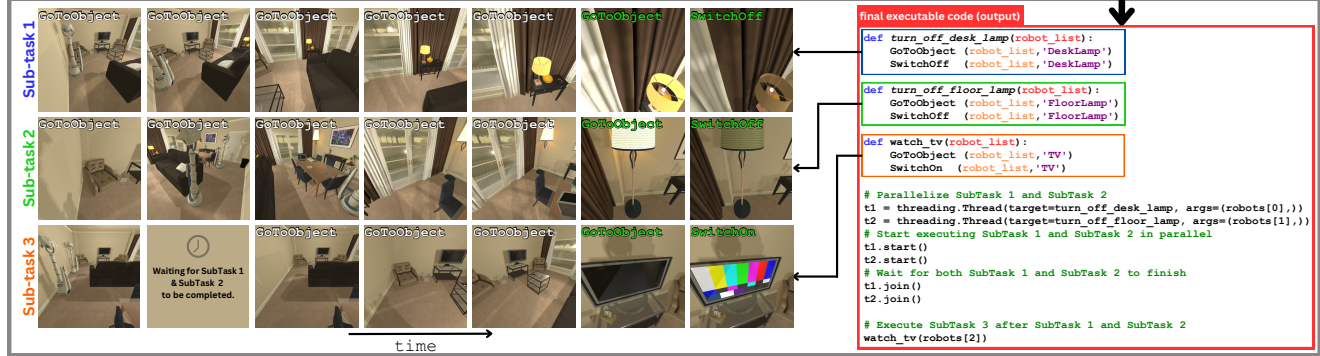 Sub-task 1
GoToObject GoToObject GoToObject GoToObject GoToObject GoToObject SwitchOff
Sub-task 2
GoToObject GoToObject GoToObject GoToObject GoToObject GoToObject SwitchOff
Sub-task 3
Waiting for SubTask 1
& SubTask 2
to be completed.
GoToObject GoToObject GoToObject GoToObject SwitchOn
time
final executable code (output)
def turn_off_desk_lamp(robot_list):
GoToObject (robot_list,'DeskLamp')
SwitchOff (robot_list,'DeskLamp')
def turn_off_floor_lamp(robot_list):
GoToObject (robot_list,'FloorLamp')
SwitchOff (robot_list,'FloorLamp')
def watch_tv(robot_list):
GoToObject (robot_list,'TV')
SwitchOn (robot_list,'TV')
# Parallelize SubTask 1 and SubTask 2
t1 = threading.Thread(target=turn_off_desk_lamp, args=(robots[0],))
t2 = threading.Thread(target=turn_off_floor_lamp, args=(robots[1],)))
# Start executing SubTask 1 and SubTask 2 in parallel
t1.start()
t2.start()
# Wait for both SubTask 1 and SubTask 2 to finish
t1.join()
t2.join()
# Execute SubTask 3 after SubTask 1 and SubTask 2
watch_tv(robots[2])